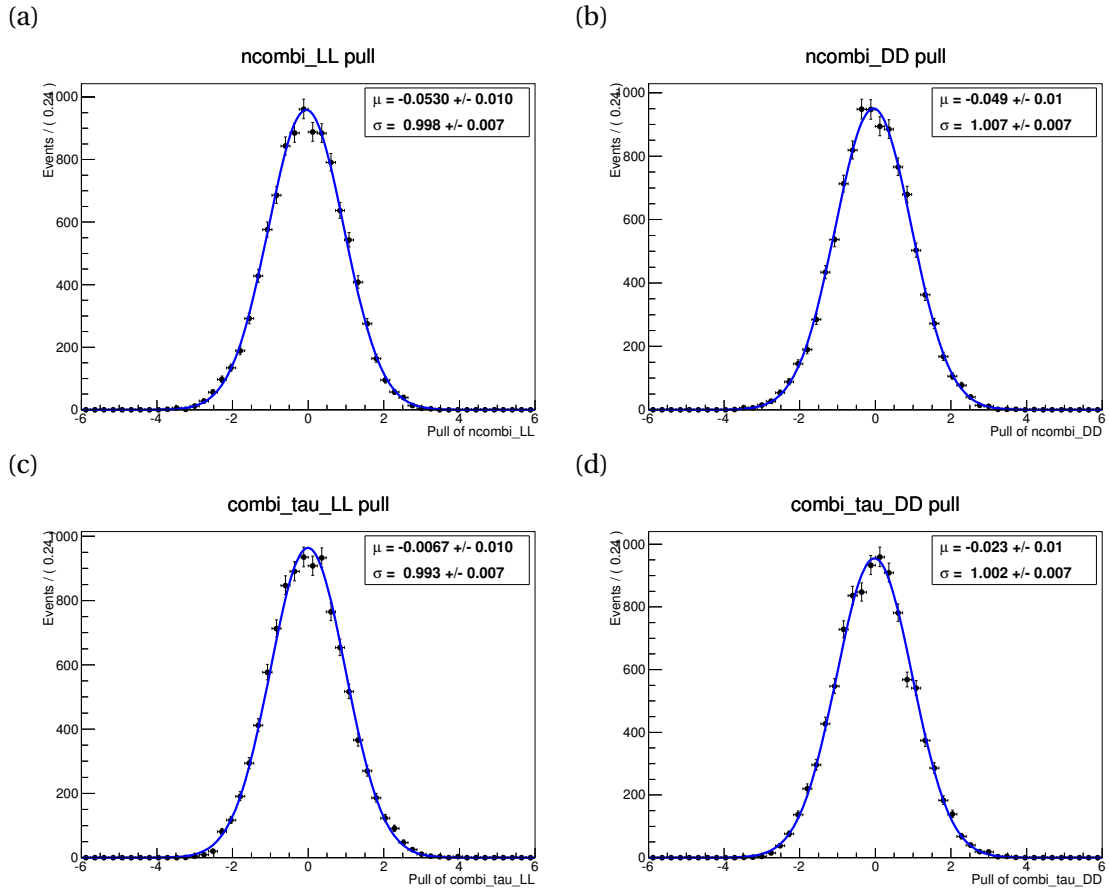 (a)
ncombi_LL pull
Events / ( 0.24 )
1000
800
600
400
200
0
μ = -0.0530 +/- 0.010
σ = 0.998 +/- 0.007
-6 -4 -2 0 2 4 6
Pull of ncombi_LL
(b)
ncombi_DD pull
Events / ( 0.24 )
1000
800
600
400
200
0
μ = -0.049 +/- 0.01
σ = 1.007 +/- 0.007
-6 -4 -2 0 2 4 6
Pull of ncombi_DD
(c)
combi_tau_LL pull
Events / ( 0.24 )
1000
800
600
400
200
0
μ = -0.0067 +/- 0.010
σ = 0.993 +/- 0.007
-6 -4 -2 0 2 4 6
Pull of combi_tau_LL
(d)
combi_tau_DD pull
Events / ( 0.24 )
1000
800
600
400
200
0
μ = -0.023 +/- 0.01
σ = 1.002 +/- 0.007
-6 -4 -2 0 2 4 6
Pull of combi_tau_DD